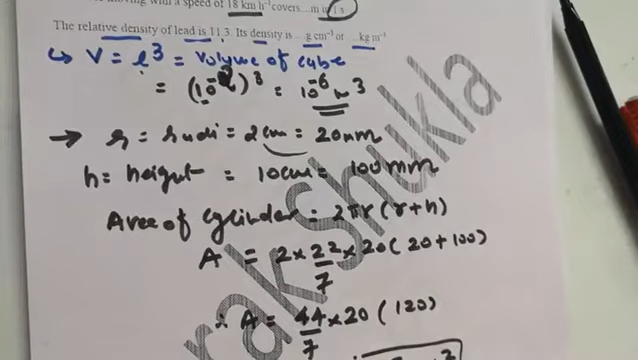 moving with a speed of 18 km h⁻¹ covers....m in 1 s
The relative density of lead is 11.3. Its density is ....g cm⁻³ or ....kg m⁻³
↪ V = l³ = Volume of cube
= (10⁻²)³ = 10⁻⁶ m³
→ r = radi = 2cm = 20mm
h = height = 10cm = 100mm
Area of Cylinder = 2πr (r+h)
A = 2 × 22/7 × 20 (20 + 100)
∴ A = 44/7 × 20 (120)
Shukla